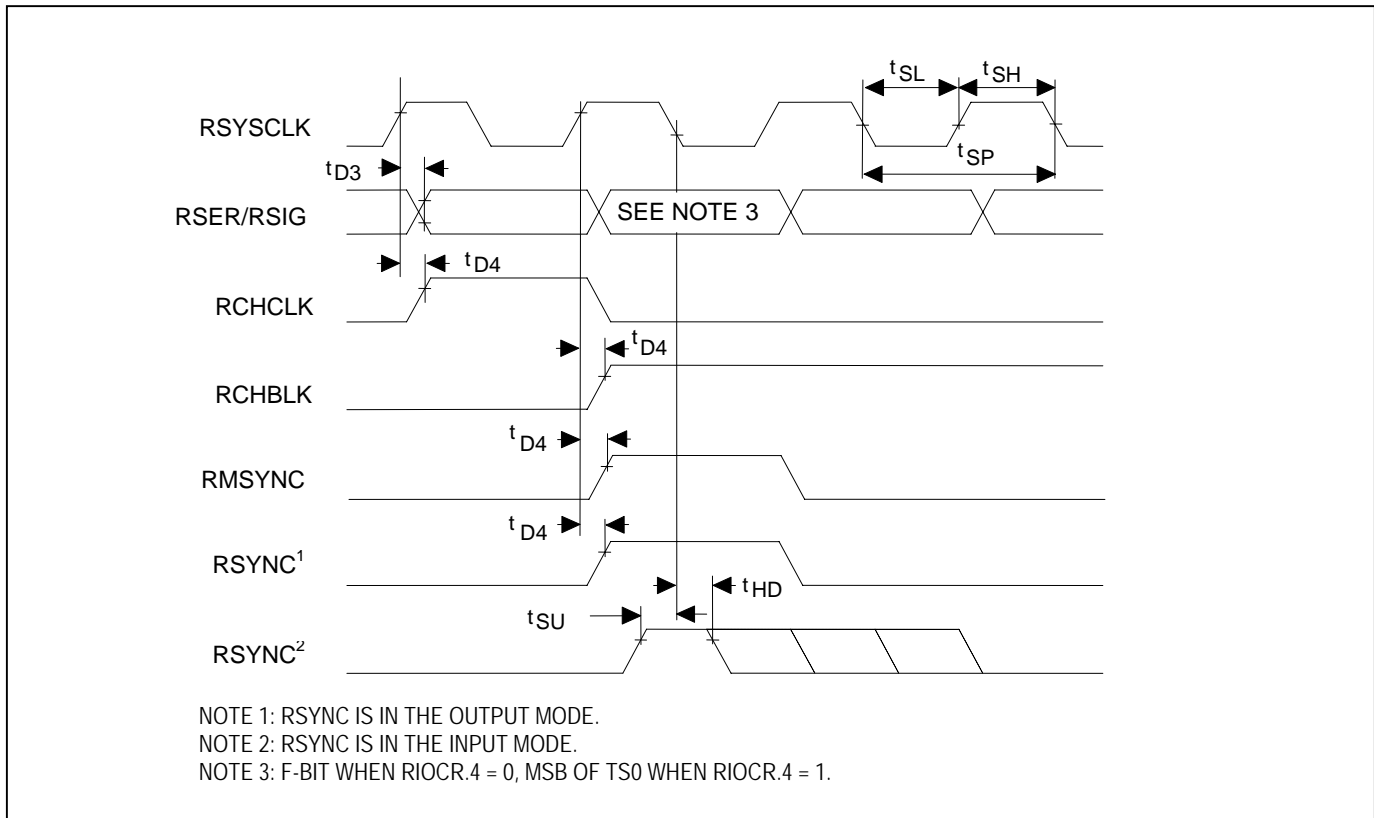 tSL tSH
RSYSCLK
tSP
tD3
RSER/RSIG SEE NOTE 3
tD4
RCHCLK
tD4
RCHBLK
tD4
RMSYNC
tD4
RSYNC1
tHD
tSU
RSYNC2
NOTE 1: RSYNC IS IN THE OUTPUT MODE.
NOTE 2: RSYNC IS IN THE INPUT MODE.
NOTE 3: F-BIT WHEN RIOCR.4 = 0, MSB OF TS0 WHEN RIOCR.4 = 1.